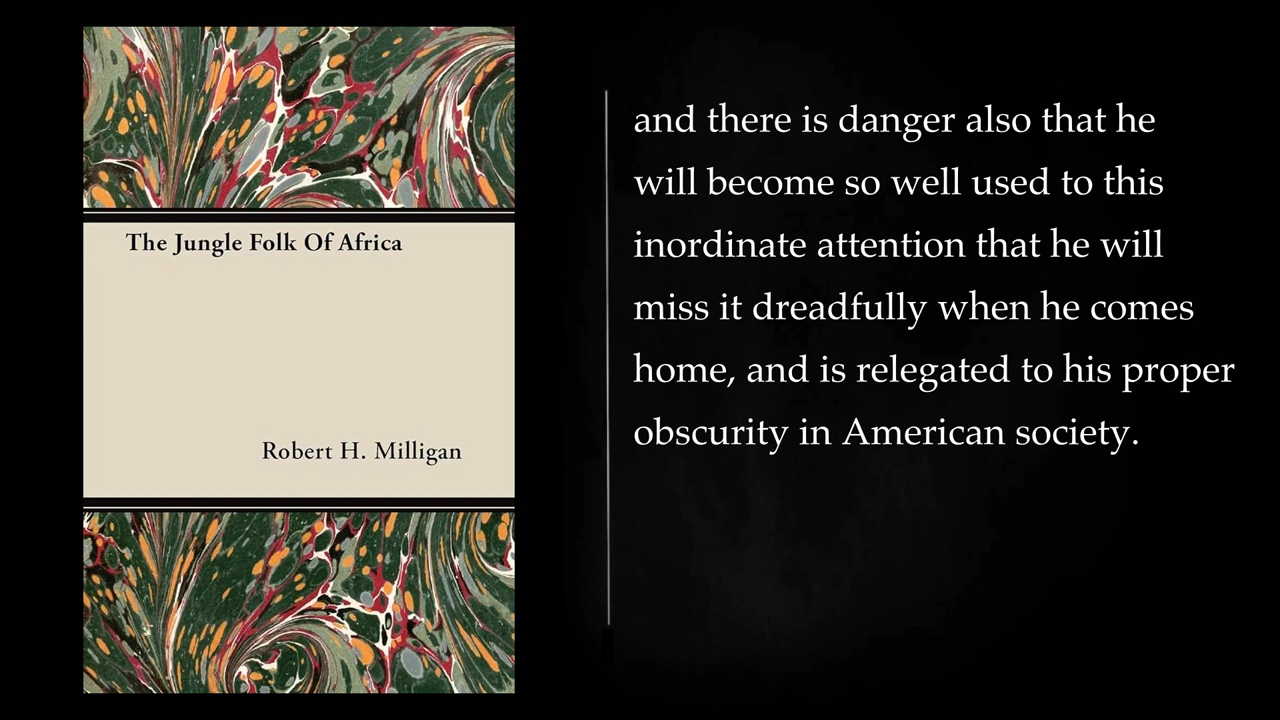 The Jungle Folk Of Africa
Robert H. Milligan
and there is danger also that he
will become so well used to this
inordinate attention that he will
miss it dreadfully when he comes
home, and is relegated to his proper
obscurity in American society.